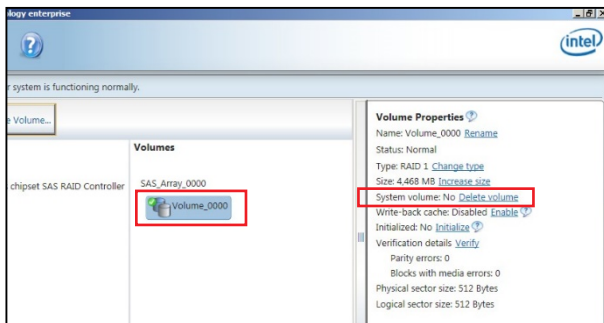 ology enterprise
intel
r system is functioning normally.
e Volume...
Volumes
chipset SAS RAID Controller
SAS_Array_0000
Volume_0000
Volume Properties
Name: Volume_0000 Rename
Status: Normal
Type: RAID 1 Change type
Size: 4,468 MB Increase size
System volume: No Delete volume
Write-back cache: Disabled Enable
Initialized: No Initialize
Verification details Verify
Parity errors: 0
Blocks with media errors: 0
Physical sector size: 512 Bytes
Logical sector size: 512 Bytes